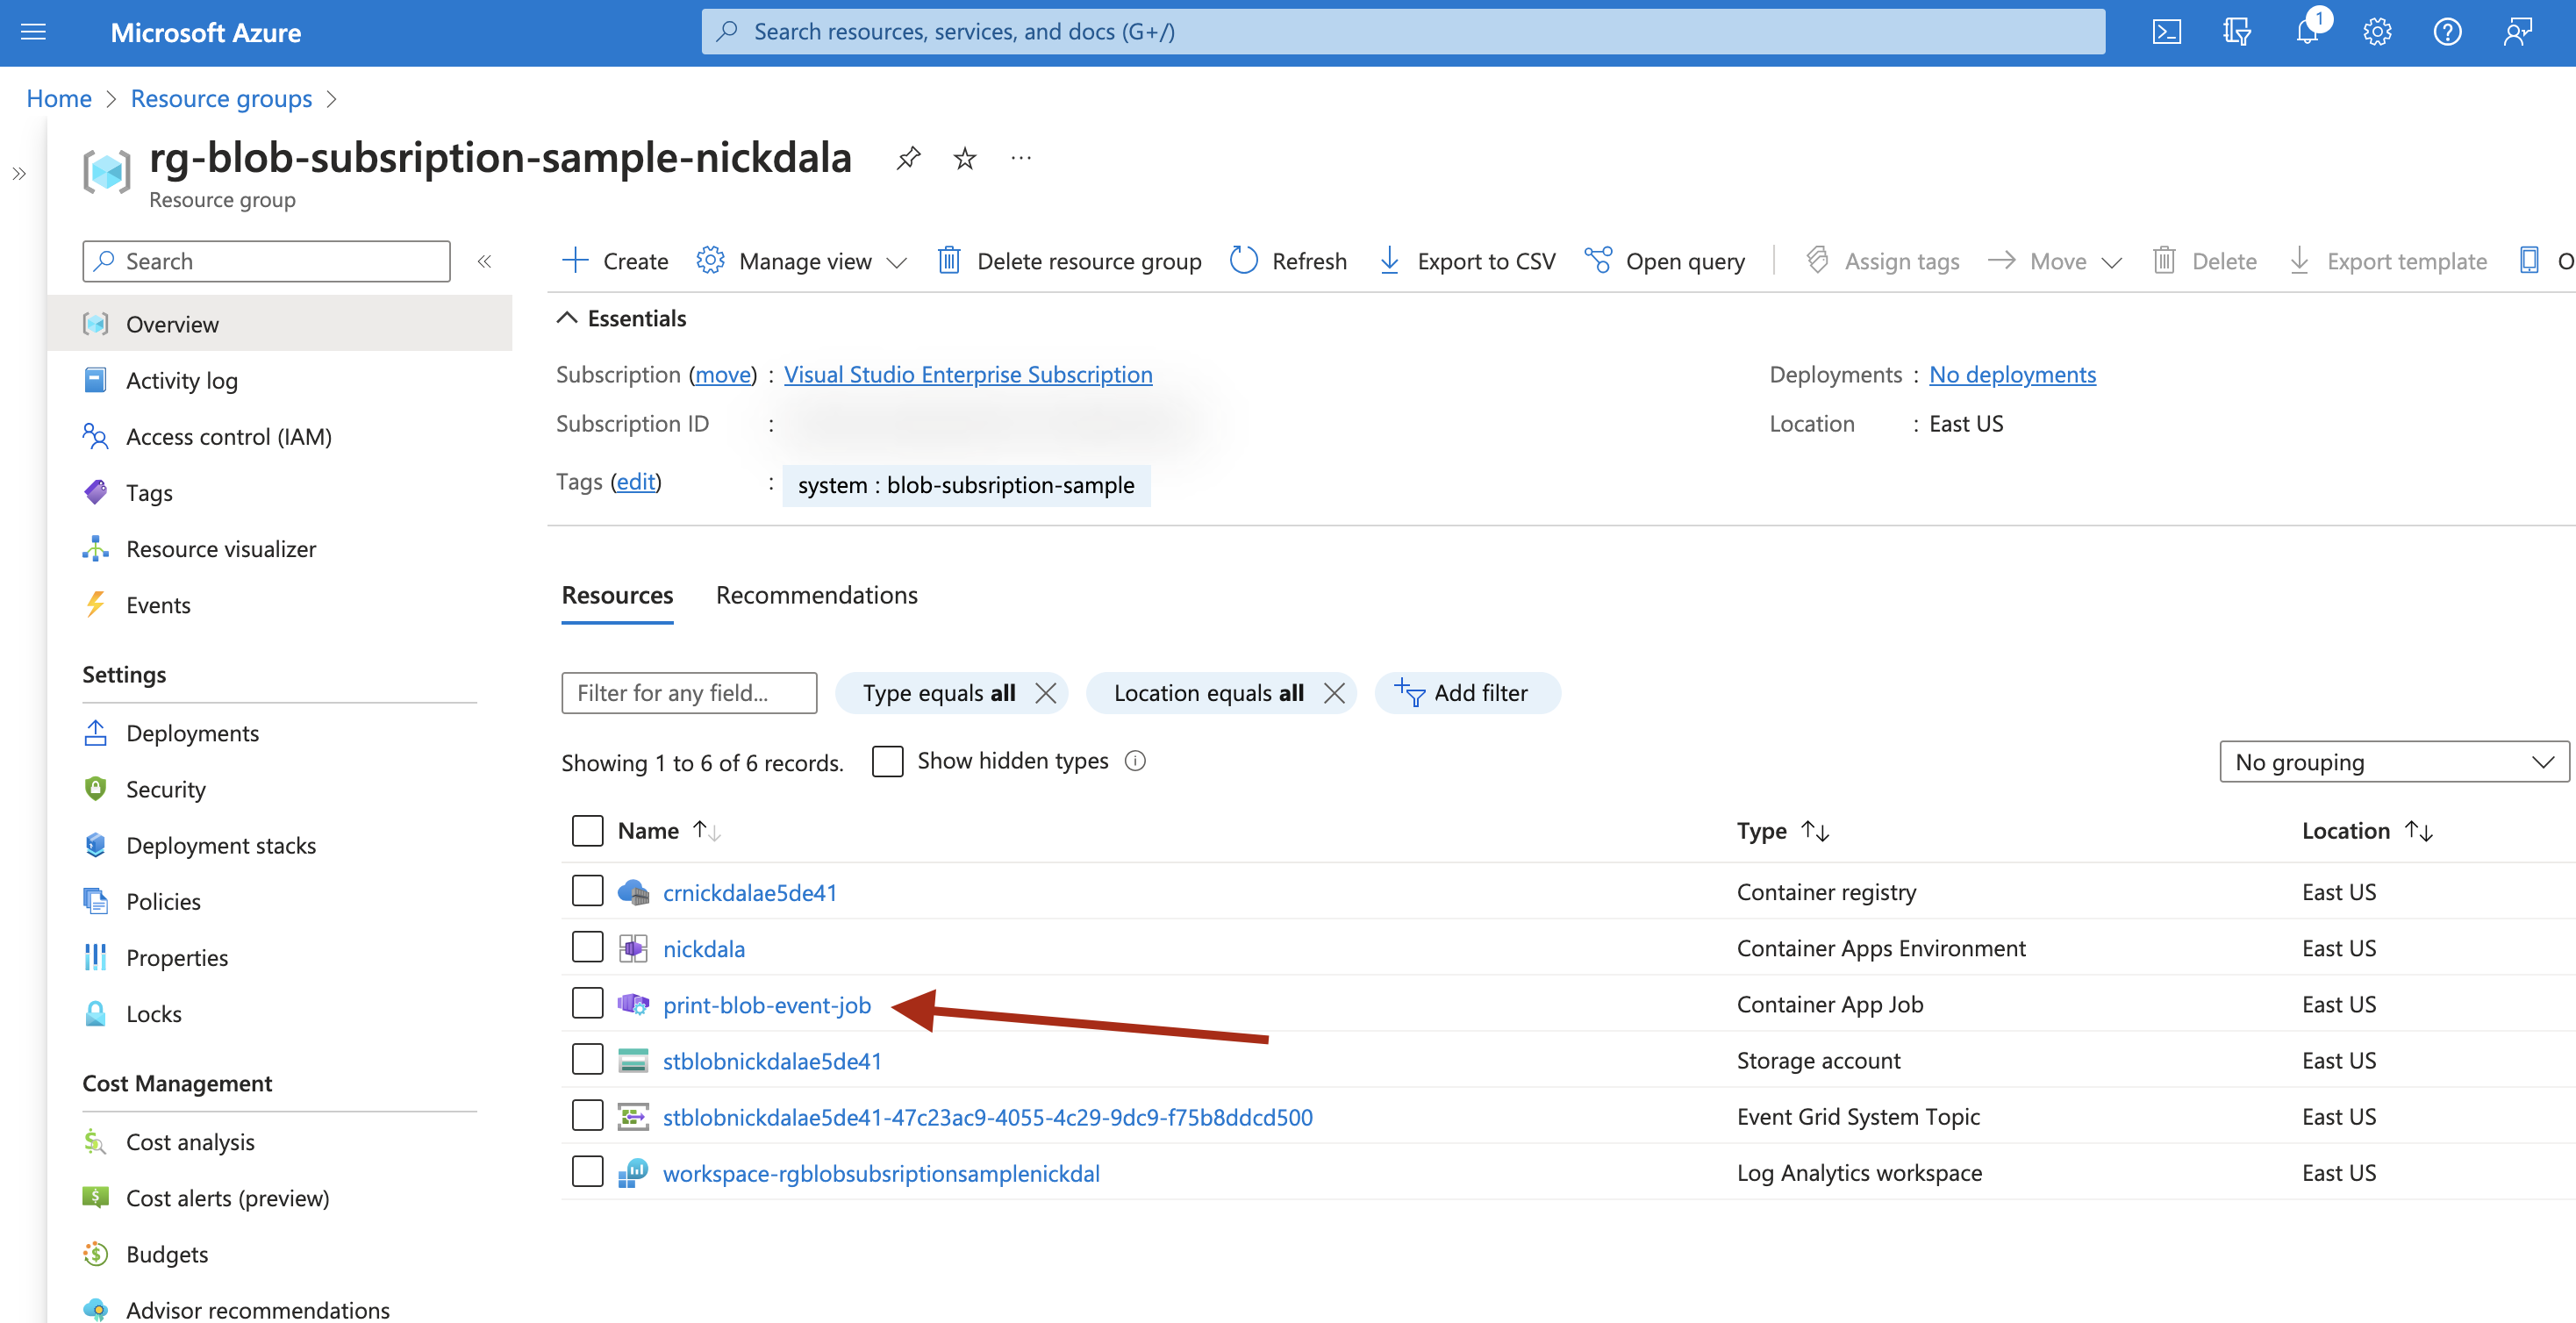 Microsoft Azure
Search resources, services, and docs (G+/)
1
Home > Resource groups >
rg-blob-subsription-sample-nickdala
Resource group
Search
Create
Manage view
Delete resource group
Refresh
Export to CSV
Open query
Assign tags
Move
Delete
Export template
O
Overview
Activity log
Access control (IAM)
Tags
Resource visualizer
Events
Settings
Deployments
Security
Deployment stacks
Policies
Properties
Locks
Cost Management
Cost analysis
Cost alerts (preview)
Budgets
Advisor recommendations
Essentials
Subscription (move) : Visual Studio Enterprise Subscription
Subscription ID :
Tags (edit) : system : blob-subsription-sample
Deployments : No deployments
Location : East US
Resources Recommendations
Filter for any field...
Type equals all
Location equals all
Add filter
Showing 1 to 6 of 6 records.
Show hidden types
No grouping
Name Type Location
crnickdalae5de41 Container registry East US
nickdala Container Apps Environment East US
print-blob-event-job Container App Job East US
stblobnickdalae5de41 Storage account East US
stblobnickdalae5de41-47c23ac9-4055-4c29-9dc9-f75b8ddcd500 Event Grid System Topic East US
workspace-rgblobsubsriptionsamplenickdal Log Analytics workspace East US